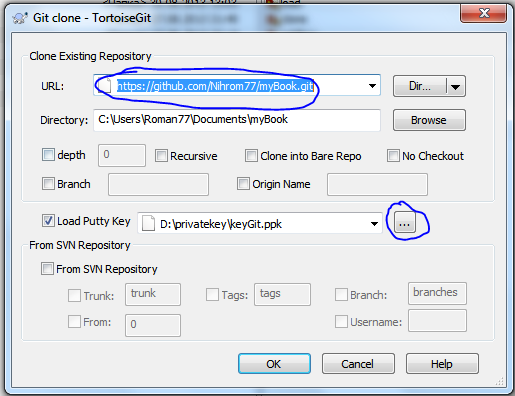 Git clone - TortoiseGit
Clone Existing Repository
URL: https://github.com/Nihrom77/myBook.git Dir...
Directory: C:\Users\Roman77\Documents\myBook Browse
depth 0 Recursive Clone into Bare Repo No Checkout
Branch Origin Name
Load Putty Key D:\privatekey\keyGit.ppk ...
From SVN Repository
From SVN Repository
Trunk: trunk Tags: tags Branch: branches
From: 0 Username:
OK Cancel Help